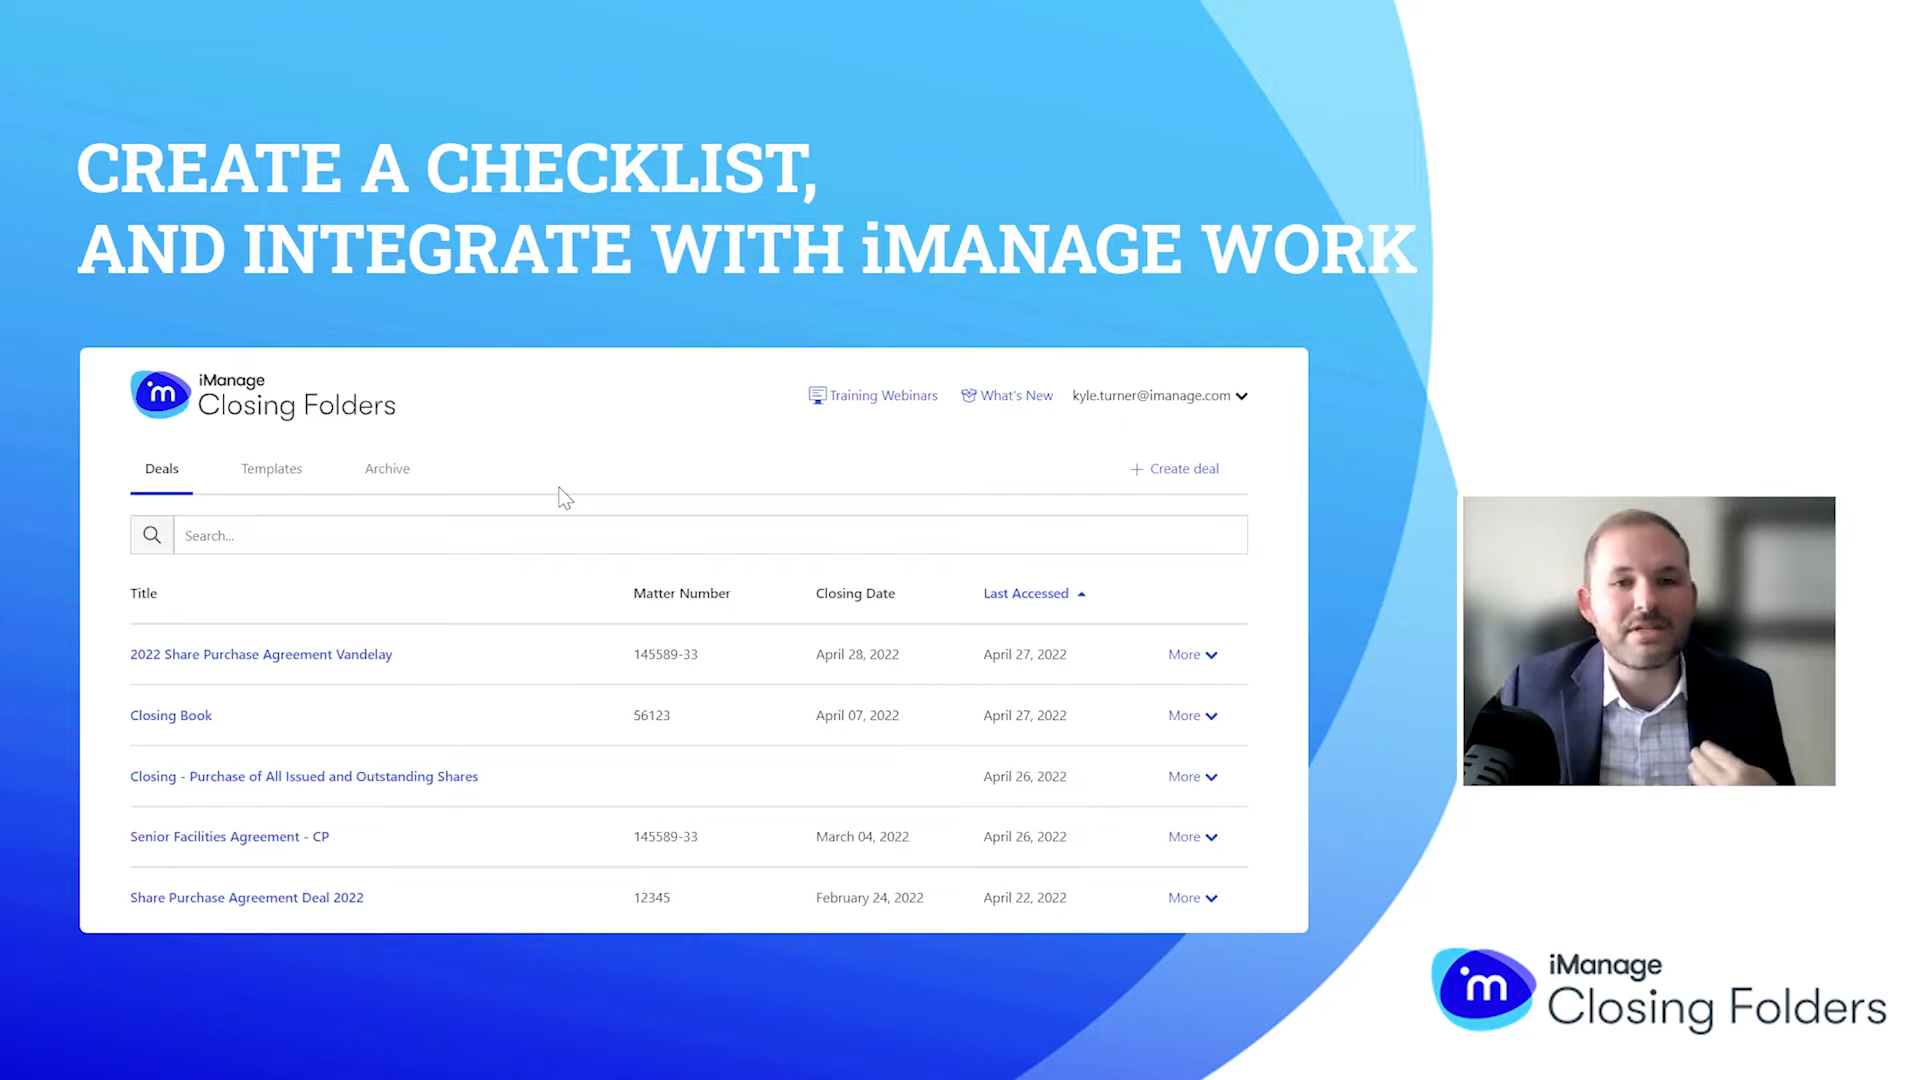 CREATE A CHECKLIST,
AND INTEGRATE WITH iMANAGE WORK
im iManage Closing Folders
Training Webinars What's New kyle.turner@imanage.com
Deals Templates Archive + Create deal
Search...
Title Matter Number Closing Date Last Accessed
2022 Share Purchase Agreement Vandelay 145589-33 April 28, 2022 April 27, 2022 More
Closing Book 56123 April 07, 2022 April 27, 2022 More
Closing - Purchase of All Issued and Outstanding Shares April 26, 2022 More
Senior Facilities Agreement - CP 145589-33 March 04, 2022 April 26, 2022 More
Share Purchase Agreement Deal 2022 12345 February 24, 2022 April 22, 2022 More
im iManage
Closing Folders